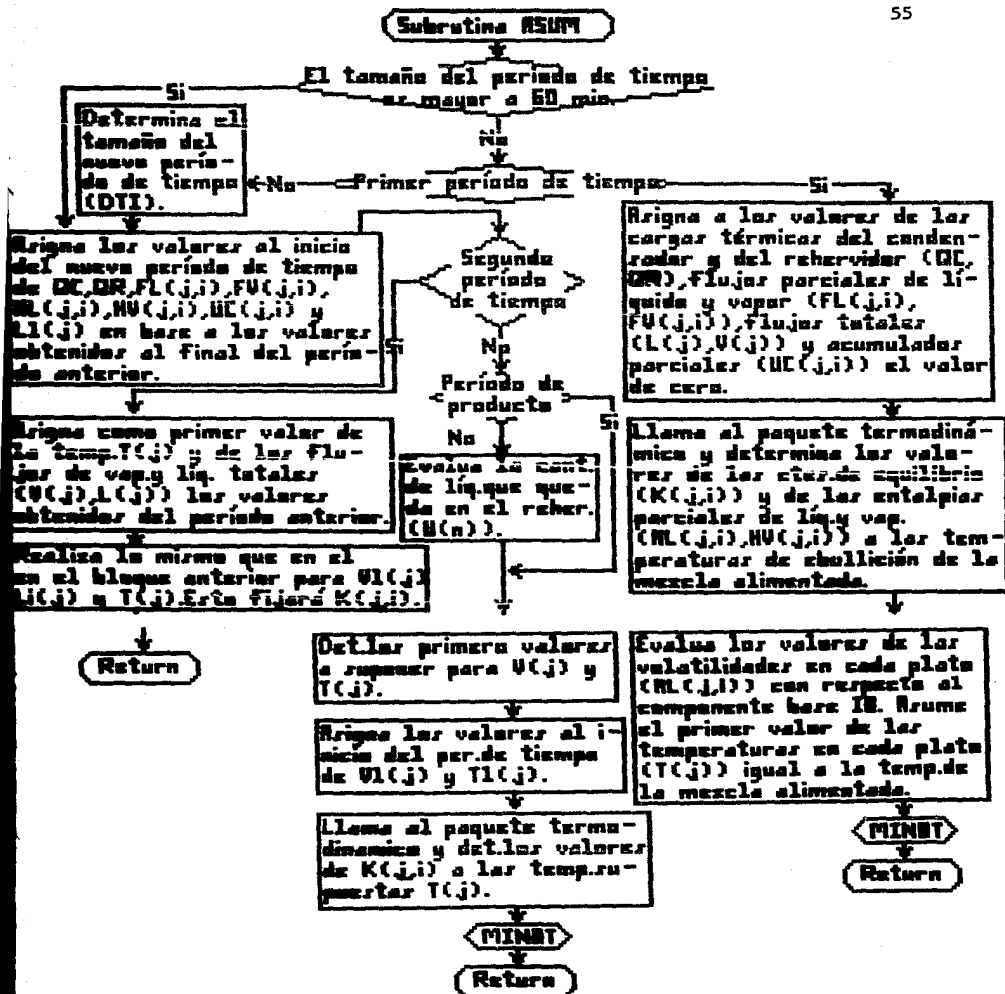 55
Subrutina ASUM
El tamaño del período de tiempo
es mayor a 60 min.
Si
No
Determina el
tamaño del
nuevo perío-
do de tiempo
(DTI).
No
Primer período de tiempo
Si
Asigna los valores al inicio
del nuevo período de tiempo
de QC,QR,FL(j,i),FV(j,i),
HL(j,i),HV(j,i),UC(j,i) y
L1(j) en base a los valores
obtenidos al final del perío-
do anterior.
Segundo
período
de tiempo
Si
No
Período de
producto
Si
No
Asigna a los valores de las
cargas térmicas del conden-
sador y del rehervidor (QC,
QR),flujos parciales de lí-
quido y vapor (FL(j,i),
FV(j,i)),flujos totales
(L(j),V(j)) y acumulados
parciales (UC(j,i)) el valor
de cero.
Asigna como primer valor de
la temp.T(j) y de los flu-
jos de vap.y liq. totales
(V(j),L(j)) los valores
obtenidos del período anterior.
Evalua la cant.
de líq.que que-
da en el reher.
(U(n)).
Llama al paquete termodiná-
mico y determina los valo-
res de las ctes.de equilibrio
(K(j,i)) y de las entalpías
parciales de líq.y vap.
(HL(j,i),HV(j,i)) a las tem-
peraturas de ebullición de la
mezcla alimentada.
Realiza lo mismo que en el
en el bloque anterior para V1(j)
L1(j) y T(j).Esto fijará K(j,i).
Return
Det.los primero valores
a suponer para V(j) y
T(j).
Evalua los valores de las
volatilidades en cada plato
(AL(j,i)) con respecto al
componente base IB. Asume
el primer valor de las
temperaturas en cada plato
(T(j)) igual a la temp.de
la mezcla alimentada.
Asigna los valores al i-
nicio del per.de tiempo
de V1(j) y T1(j).
Llama al paquete termo-
dinamico y det.los valores
de K(j,i) a las temp.su-
puestas T(j).
MINBT
Return
MINBT
Return